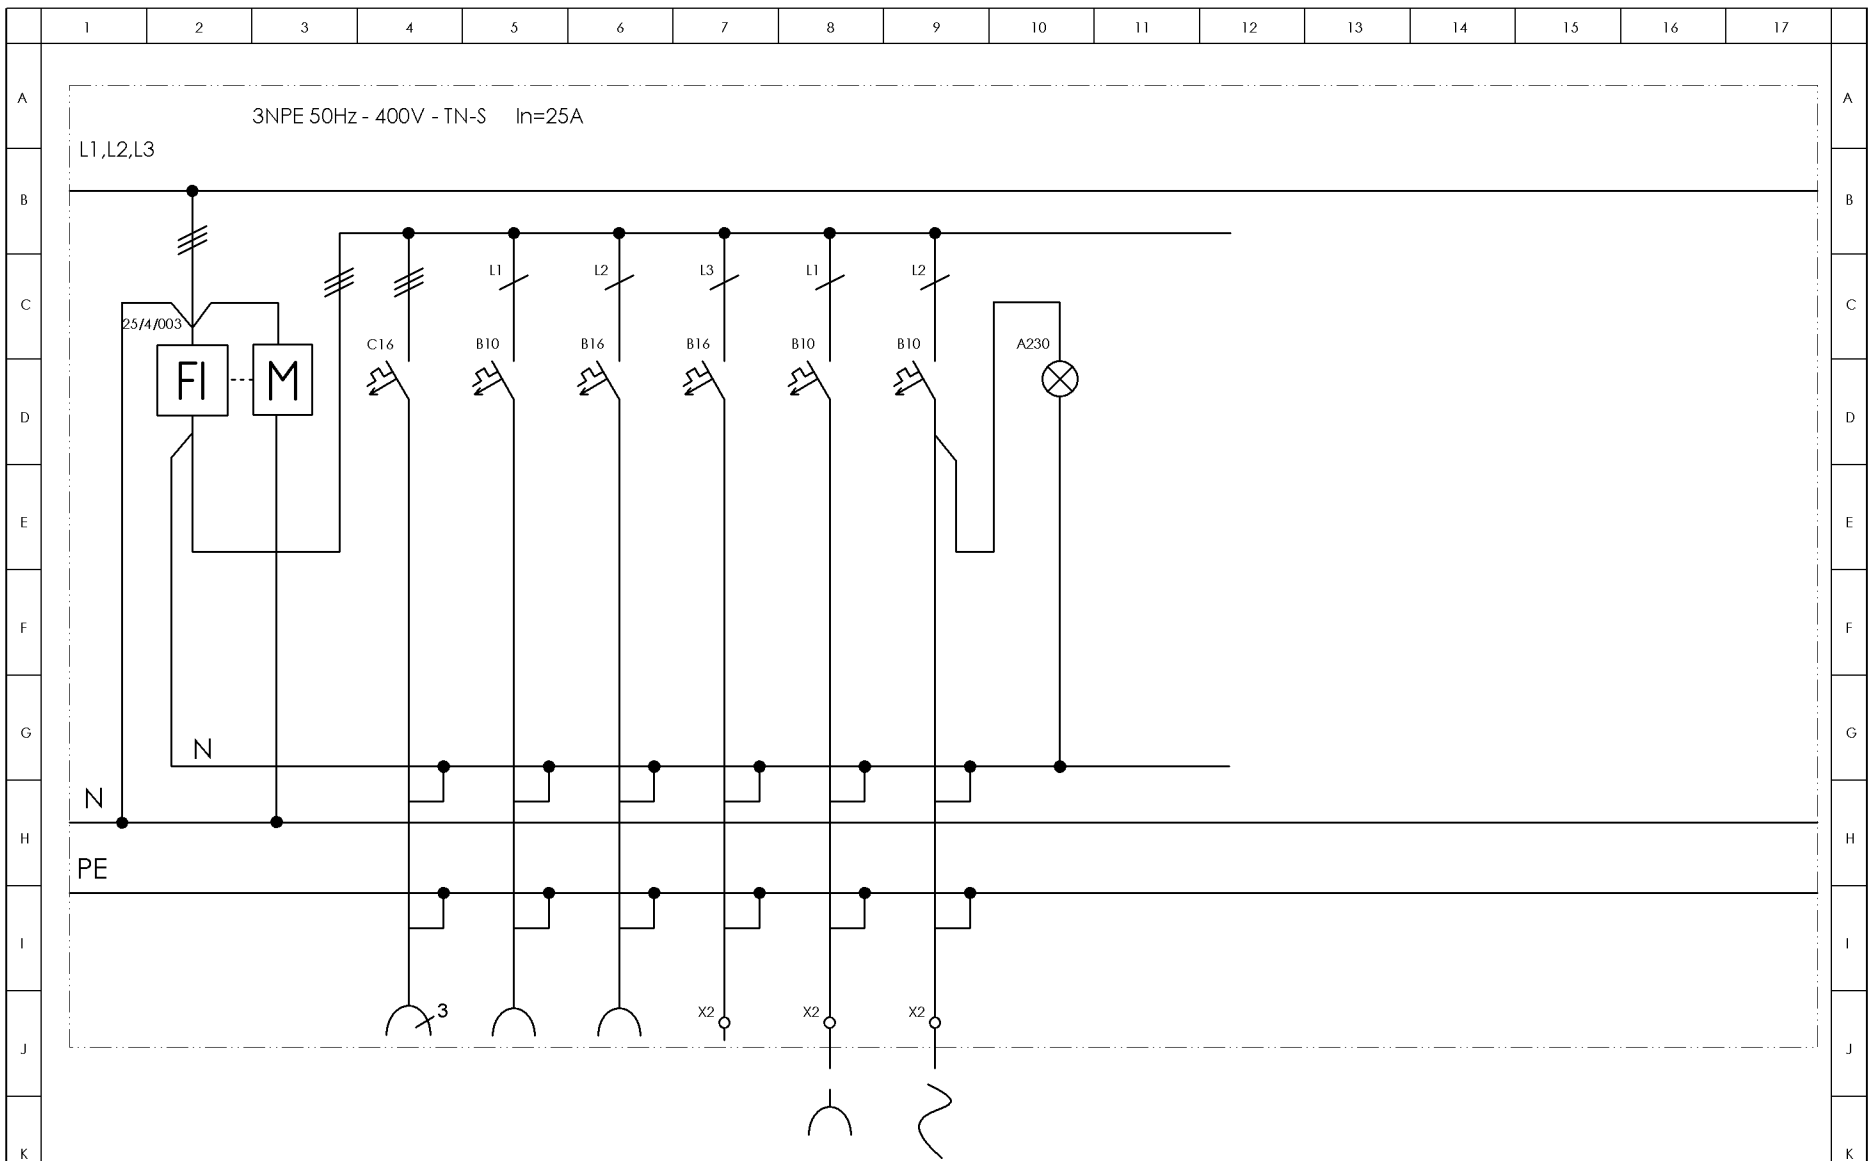 1 2 3 4 5 6 7 8 9 10 11 12 13 14 15 16 17
A A
3NPE 50Hz - 400V - TN-S In=25A
L1,L2,L3
B B
L1 L2 L3 L1 L2
C C
25/4/003
C16 B10 B16 B16 B10 B10 A230
FI M
D D
E E
F F
G G
N
N
H H
PE
I I
3
X2 X2 X2
J J
K K